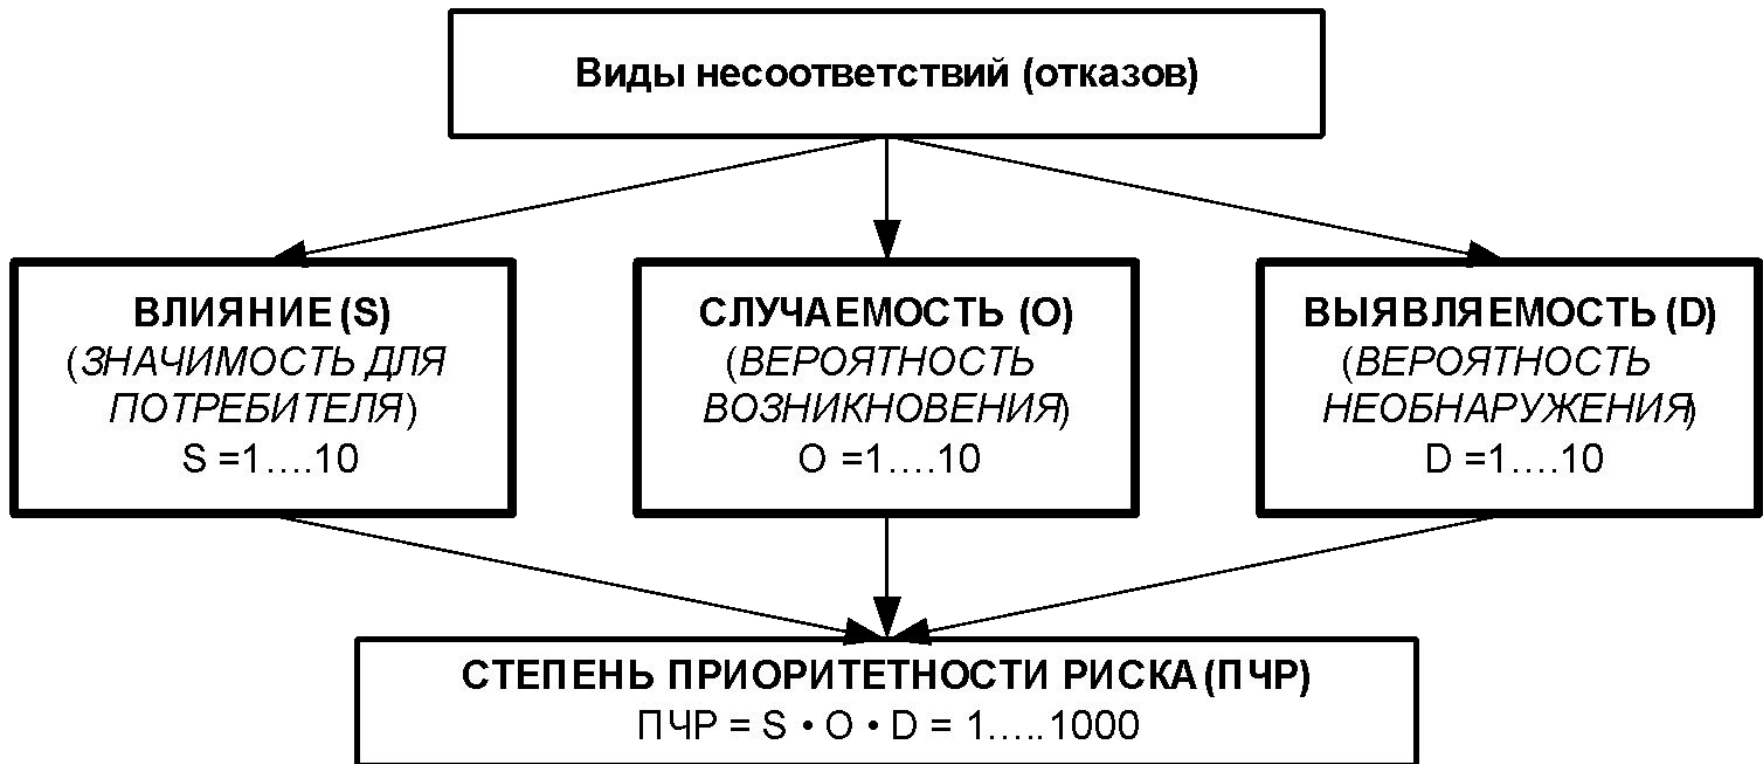 Виды несоответствий (отказов)
ВЛИЯНИЕ (S)
(ЗНАЧИМОСТЬ ДЛЯ
ПОТРЕБИТЕЛЯ)
S =1....10
СЛУЧАЕМОСТЬ (O)
(ВЕРОЯТНОСТЬ
ВОЗНИКНОВЕНИЯ)
O =1....10
ВЫЯВЛЯЕМОСТЬ (D)
(ВЕРОЯТНОСТЬ
НЕОБНАРУЖЕНИЯ)
D =1....10
СТЕПЕНЬ ПРИОРИТЕТНОСТИ РИСКА (ПЧР)
ПЧР = S • O • D = 1.....1000